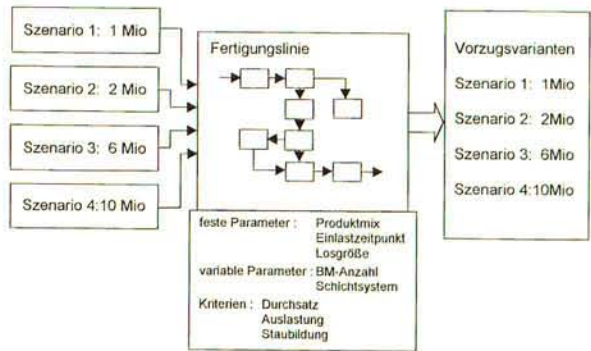 Szenario 1: 1 Mio
Szenario 2: 2 Mio
Szenario 3: 6 Mio
Szenario 4:10 Mio
Fertigungslinie
feste Parameter : Produktmix
Einlastzeitpunkt
Losgröße
variable Parameter : BM-Anzahl
Schichtsystem
Kriterien : Durchsatz
Auslastung
Staubildung
Vorzugsvarianten
Szenario 1: 1Mio
Szenario 2: 2Mio
Szenario 3: 6Mio
Szenario 4:10Mio